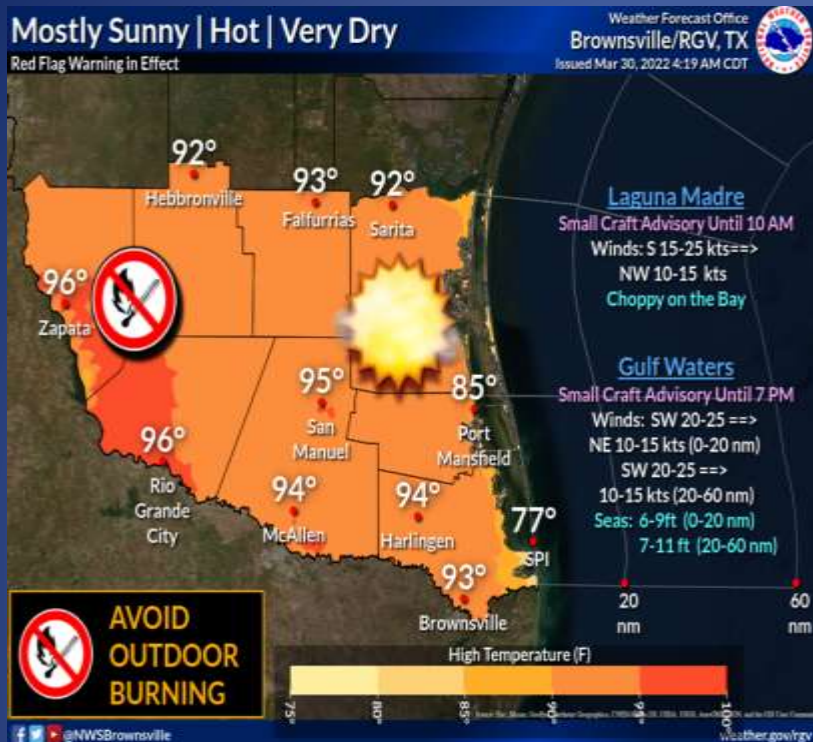 Mostly Sunny | Hot | Very Dry
Red Flag Warning in Effect
Weather Forecast Office
Brownsville/RGV, TX
Issued Mar 30, 2022 4:19 AM CDT
92°
Hebbronville
93°
Falfurrias
92°
Sarita
96°
Zapata
95°
San
Manuel
85°
Port
Mansfield
96°
Rio
Grande
City
94°
McAllen
94°
Harlingen
77°
SPI
93°
Brownsville
Laguna Madre
Small Craft Advisory Until 10 AM
Winds: S 15-25 kts==>
NW 10-15 kts
Choppy on the Bay
Gulf Waters
Small Craft Advisory Until 7 PM
Winds: SW 20-25 ==>
NE 10-15 kts (0-20 nm)
SW 20-25 ==>
10-15 kts (20-60 nm)
Seas: 6-9ft (0-20 nm)
7-11 ft (20-60 nm)
20
nm
60
nm
AVOID
OUTDOOR
BURNING
High Temperature (F)
75° 80° 85° 90° 95° 100°
@NWSBrownsville
weather.gov/rgv